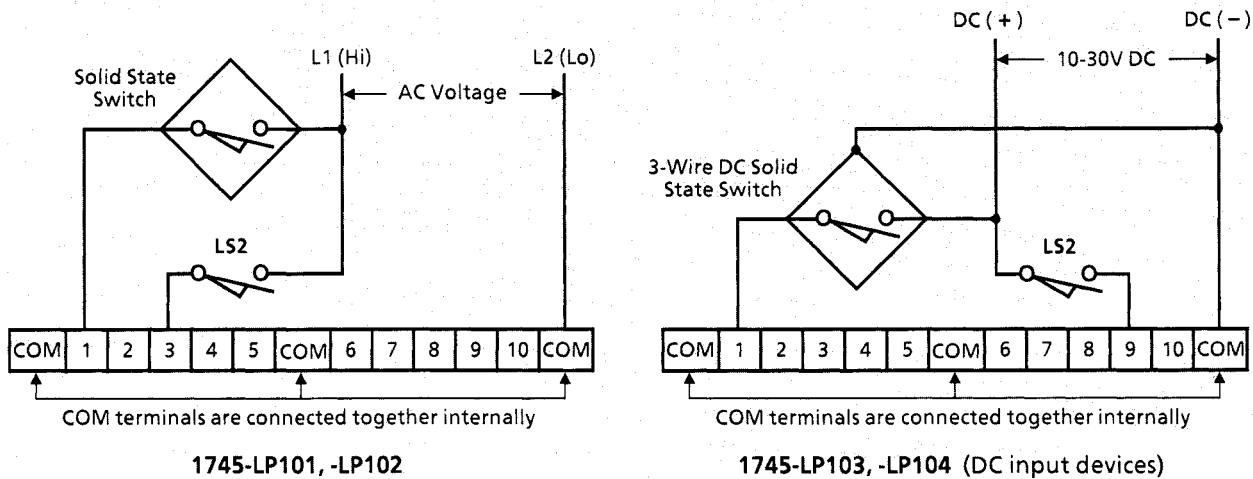 L1 (Hi)
L2 (Lo)
Solid State
Switch
AC Voltage
LS2
COM 1 2 3 4 5 COM 6 7 8 9 10 COM
COM terminals are connected together internally
1745-LP101, -LP102
DC (+)
DC (−)
10-30V DC
3-Wire DC Solid
State Switch
LS2
COM 1 2 3 4 5 COM 6 7 8 9 10 COM
COM terminals are connected together internally
1745-LP103, -LP104 (DC input devices)